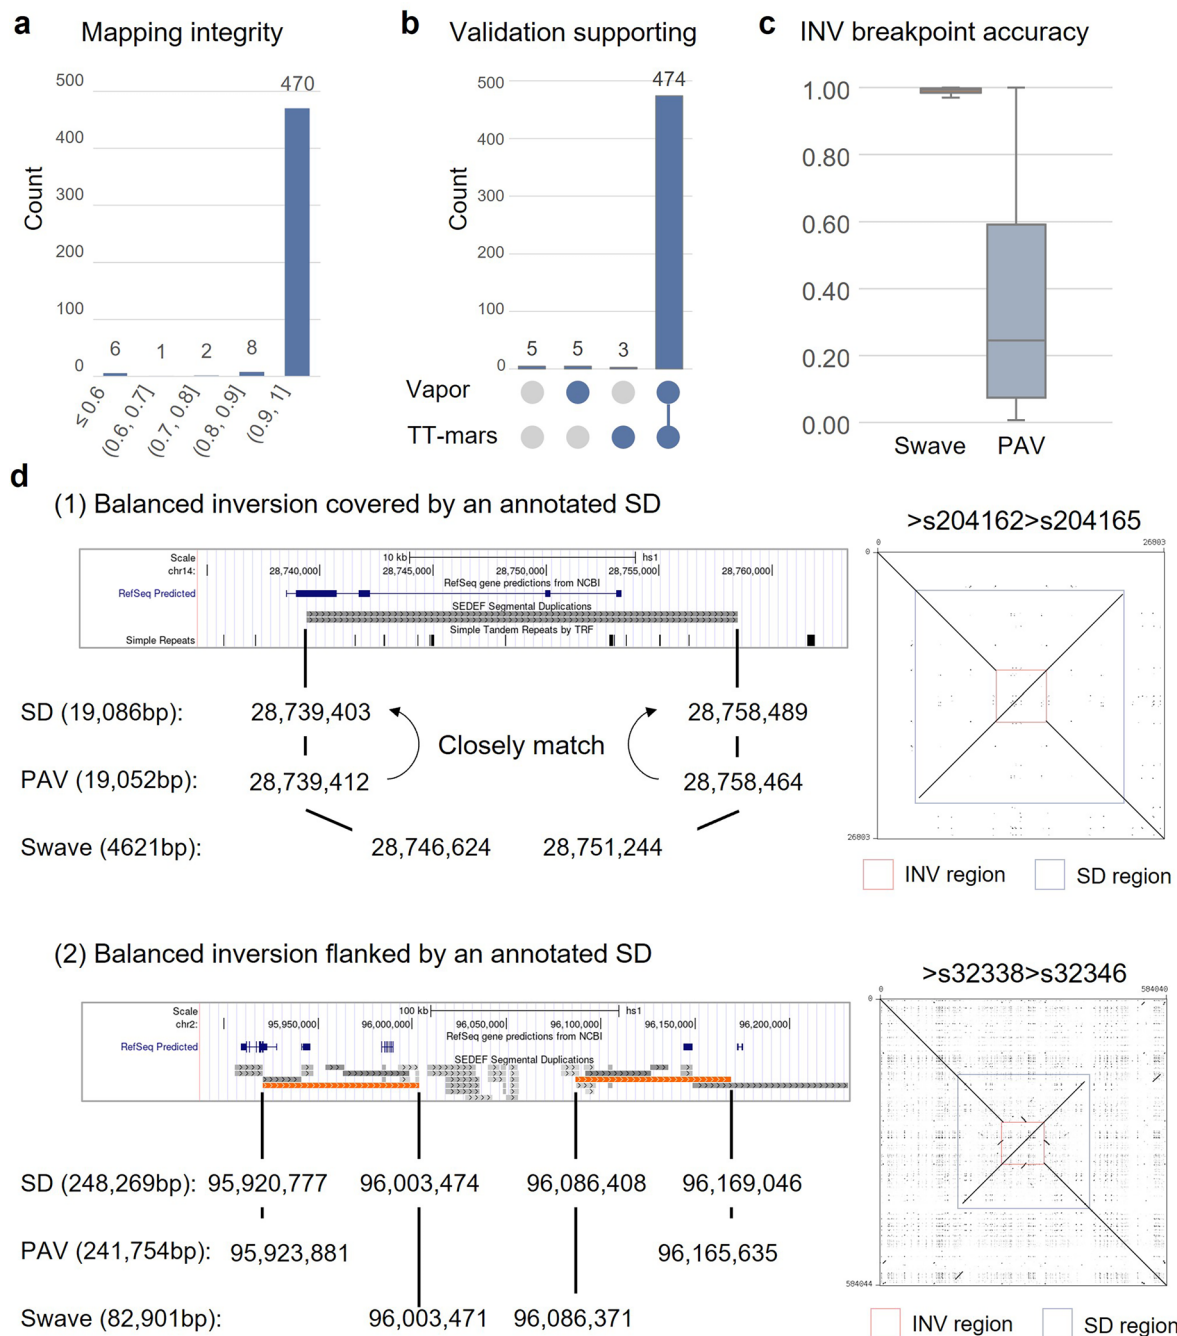 a Mapping integrity
Count
500
400
300
200
100
0
470
6
1
2
8
≤ 0.6
(0.6, 0.7]
(0.7, 0.8]
(0.8, 0.9]
(0.9, 1]
b Validation supporting
Count
500
400
300
200
100
0
474
5
5
3
Vapor
TT-mars
c INV breakpoint accuracy
1.00
0.80
0.60
0.40
0.20
0.00
Swave PAV
d
(1) Balanced inversion covered by an annotated SD
Scale 10 kb hs1
chr14: 28,740,000 28,745,000 28,750,000 28,755,000 28,760,000
RefSeq gene predictions from NCBI
RefSeq Predicted
SEDEF Segmental Duplications
Simple Tandem Repeats by TRF
Simple Repeats
SD (19,086bp): 28,739,403 28,758,489
Closely match
PAV (19,052bp): 28,739,412 28,758,464
Swave (4621bp): 28,746,624 28,751,244
>s204162>s204165
0 26003
0
26003
INV region SD region
(2) Balanced inversion flanked by an annotated SD
Scale 100 kb hs1
chr2: 95,950,000 96,000,000 96,050,000 96,100,000 96,150,000 96,200,000
RefSeq gene predictions from NCBI
RefSeq Predicted
SEDEF Segmental Duplications
SD (248,269bp): 95,920,777 96,003,474 96,086,408 96,169,046
PAV (241,754bp): 95,923,881 96,165,635
Swave (82,901bp): 96,003,471 96,086,371
>s32338>s32346
0 504040
0
504044
INV region SD region